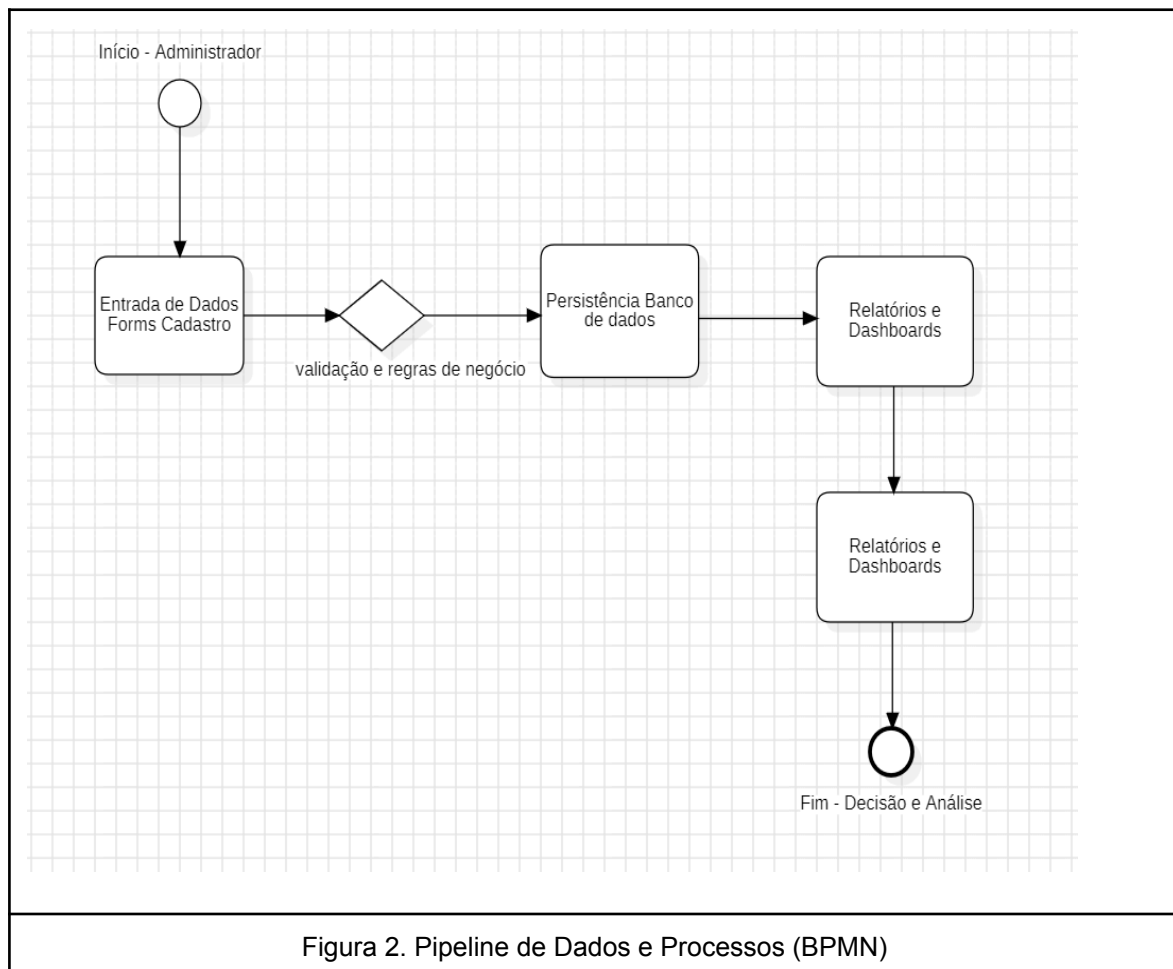 Início - Administrador
Entrada de Dados
Forms Cadastro
validação e regras de negócio
Persistência Banco
de dados
Relatórios e
Dashboards
Relatórios e
Dashboards
Fim - Decisão e Análise
Figura 2. Pipeline de Dados e Processos (BPMN)